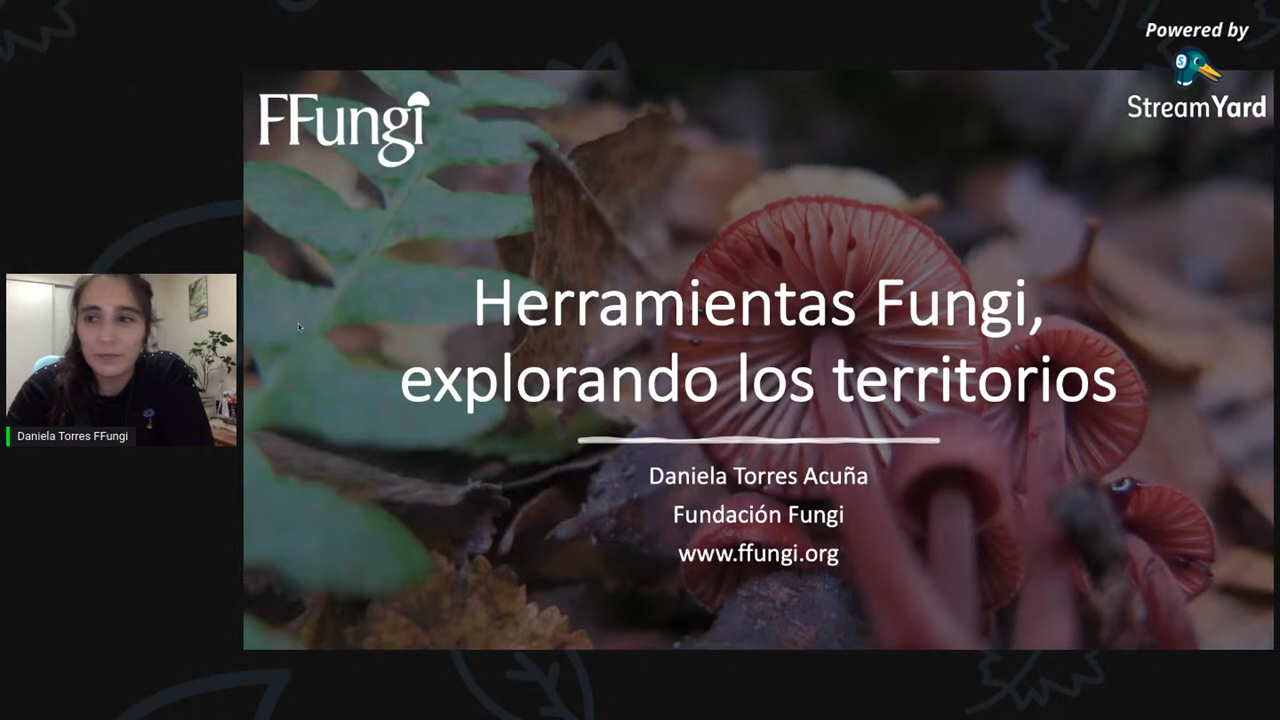 Powered by
StreamYard
FFungi
Herramientas Fungi,
explorando los territorios
Daniela Torres Acuña
Fundación Fungi
www.ffungi.org
Daniela Torres FFungi